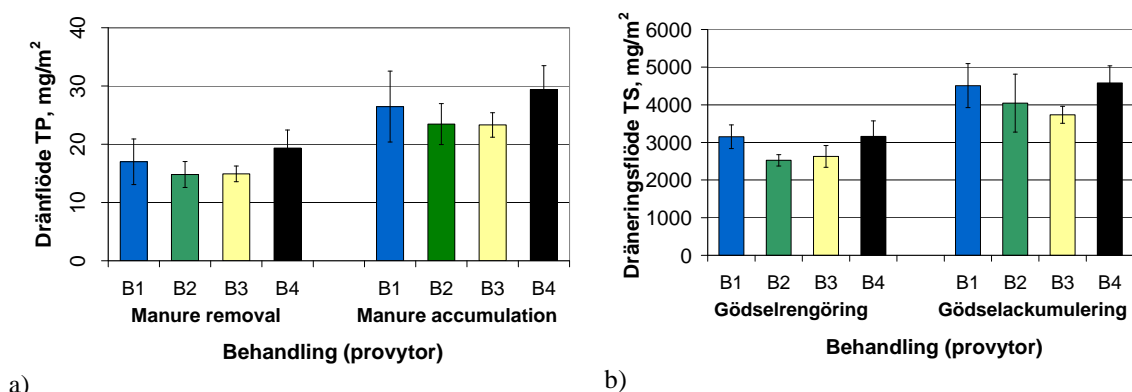 Dränflöde TP, mg/m²
40
30
20
10
0
B1 B2 B3 B4 B1 B2 B3 B4
Manure removal Manure accumulation
Behandling (provytor)
a)
Dräneringsflöde TS, mg/m²
6000
5000
4000
3000
2000
1000
0
B1 B2 B3 B4 B1 B2 B3 B4
Gödselrengöring Gödselackumulering
Behandling (provytor)
b)